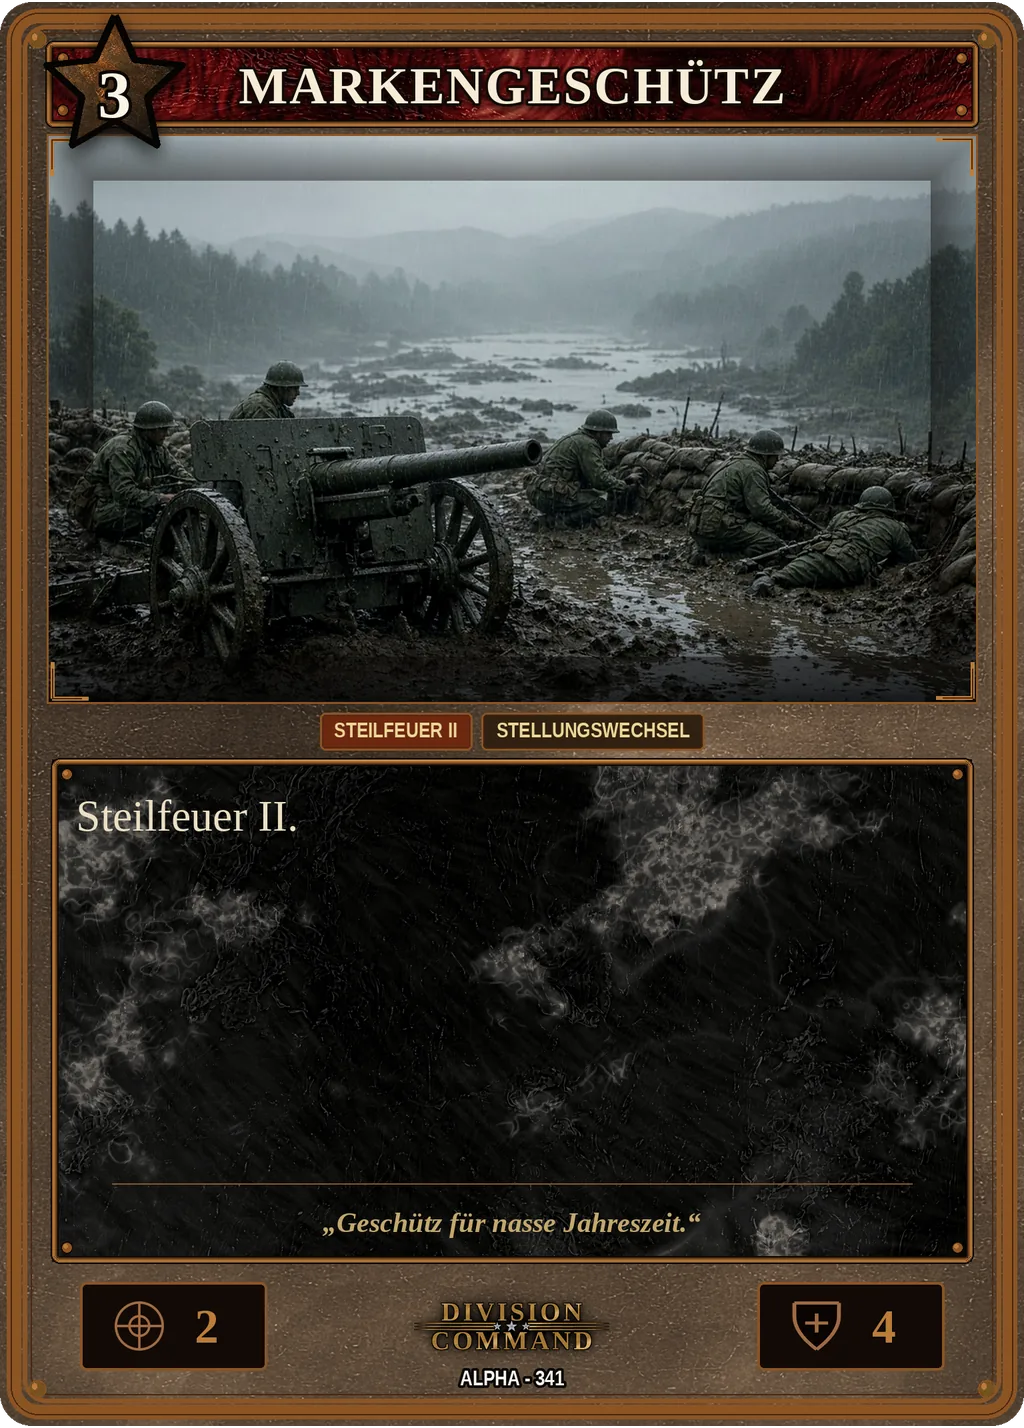 3
MARKENGESCHÜTZ
STEILFEUER II
STELLUNGSWECHSEL
Steilfeuer II.
„Geschütz für nasse Jahreszeit.“
2
DIVISION
COMMAND
4
ALPHA - 341